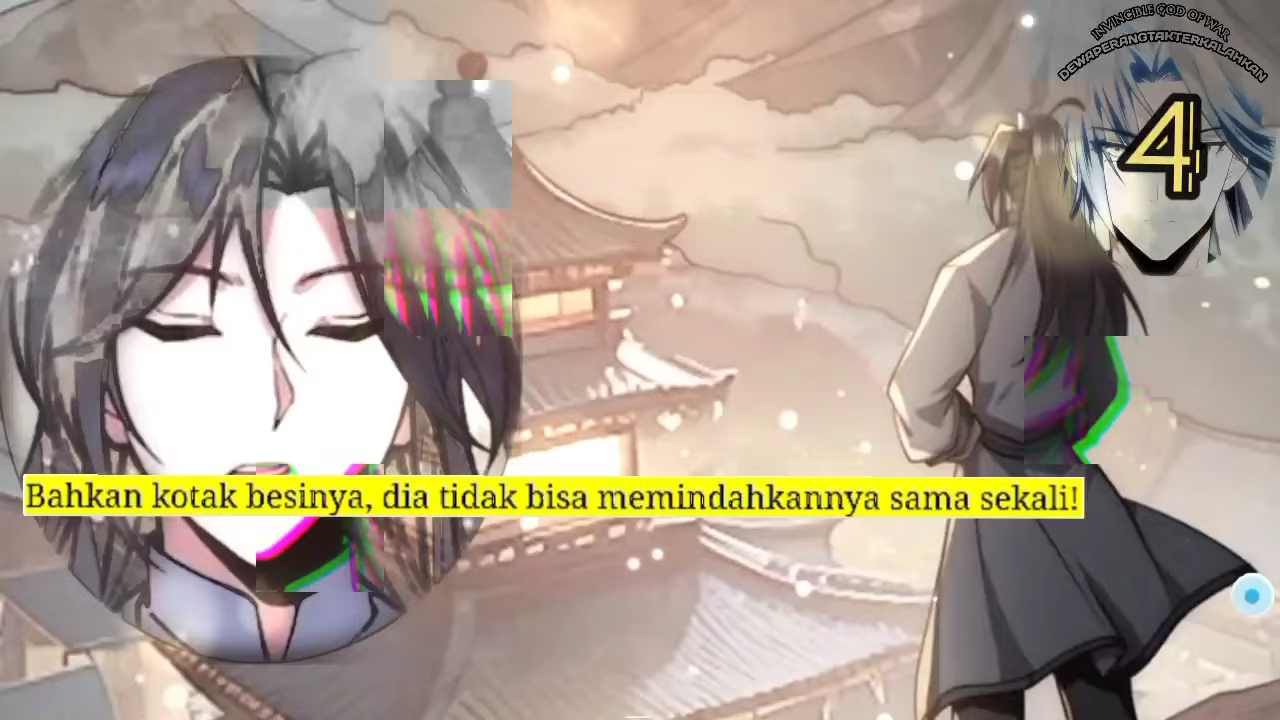 INVINCIBLE GOD OF WAR
DEWAPERANGTAKTERKALAHKAN
4
Bahkan kotak besinya, dia tidak bisa memindahkannya sama sekali!